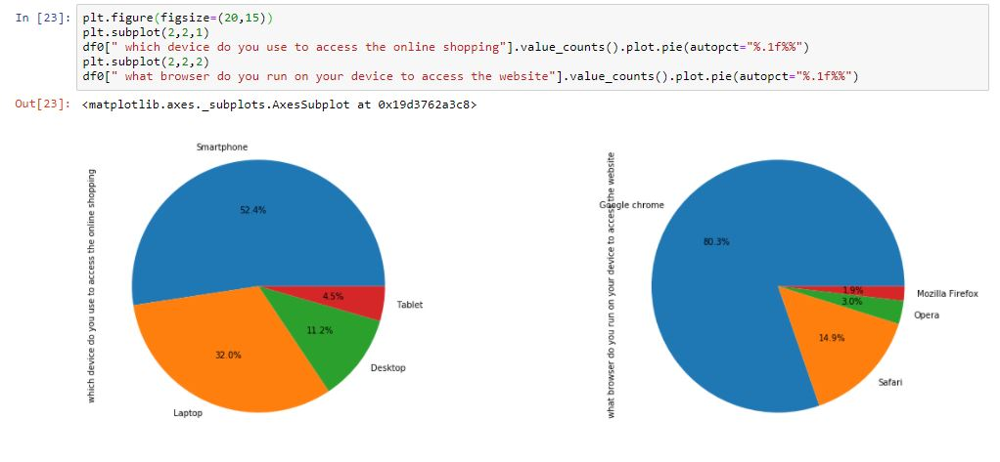 In [23]: plt.figure(figsize=(20,15))
plt.subplot(2,2,1)
df0[" which device do you use to access the online shopping"].value_counts().plot.pie(autopct="%.1f%%")
plt.subplot(2,2,2)
df0[" what browser do you run on your device to access the website"].value_counts().plot.pie(autopct="%.1f%%")
Out[23]: <matplotlib.axes._subplots.AxesSubplot at 0x19d3762a3c8>
which device do you use to access the online shopping
Smartphone
52.4%
4.5%
Tablet
11.2%
Desktop
32.0%
Laptop
what browser do you run on your device to access the website
Google chrome
80.3%
1.9%
Mozilla Firefox
3.0%
Opera
14.9%
Safari